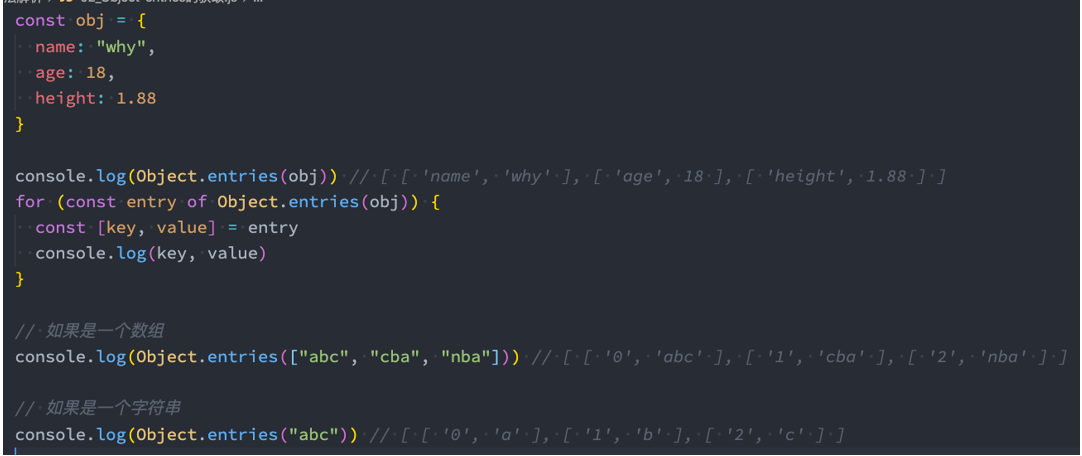 const obj = {
  name: "why",
  age: 18,
  height: 1.88
}
console.log(Object.entries(obj)) // [ [ 'name', 'why' ], [ 'age', 18 ], [ 'height', 1.88 ] ]
for (const entry of Object.entries(obj)) {
  const [key, value] = entry
  console.log(key, value)
}
// 如果是一个数组
console.log(Object.entries(["abc", "cba", "nba"])) // [ [ '0', 'abc' ], [ '1', 'cba' ], [ '2', 'nba' ] ]
// 如果是一个字符串
console.log(Object.entries("abc")) // [ [ '0', 'a' ], [ '1', 'b' ], [ '2', 'c' ] ]